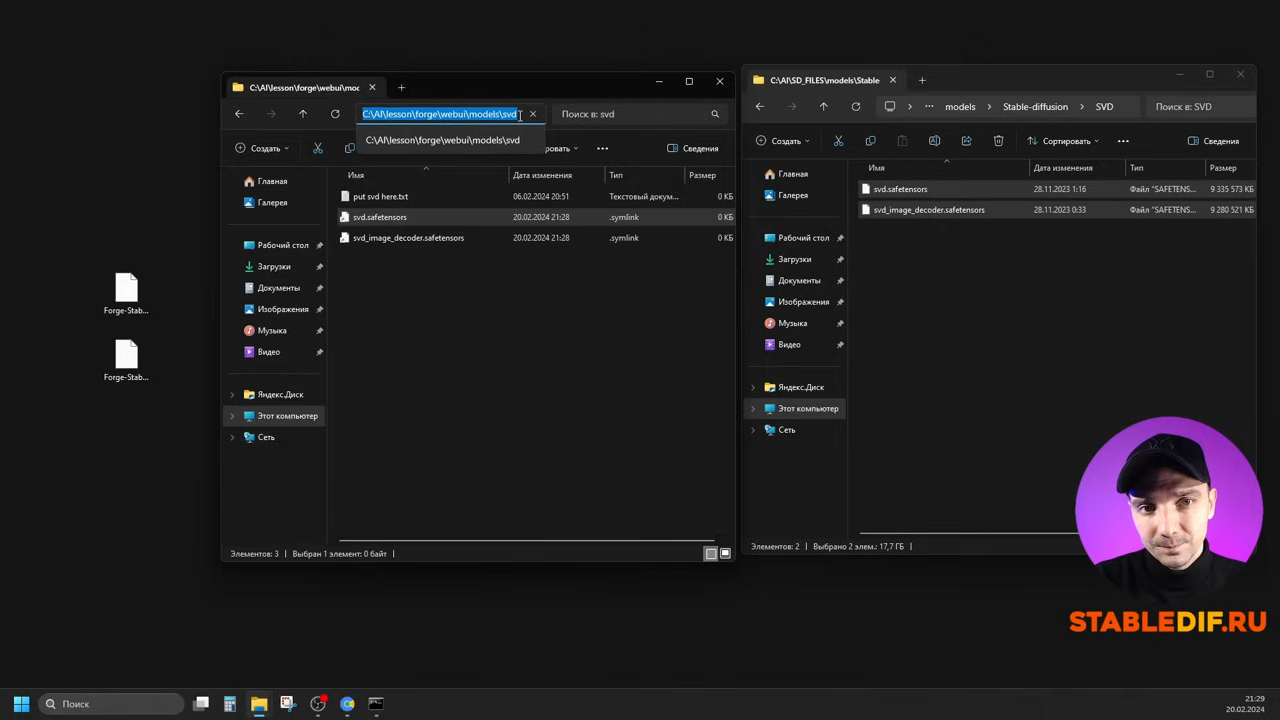 C:\AI\lesson\forge\webui\moc
C:\AI\lesson\forge\webui\models\svd
Поиск в: svd
C:\AI\lesson\forge\webui\models\svd
Создать
ровать
Сведения
Имя
Дата изменения
Тип
Размер
Главная
Галерея
Рабочий стол
Загрузки
Документы
Изображения
Музыка
Видео
Яндекс.Диск
Этот компьютер
Сеть
put svd here.txt
06.02.2024 20:51
Текстовый докум...
0 КБ
svd.safetensors
20.02.2024 21:28
.symlink
0 КБ
svd_image_decoder.safetensors
20.02.2024 21:28
.symlink
0 КБ
Элементов: 3
Выбран 1 элемент: 0 байт
C:\AI\SD_FILES\models\Stable
models
Stable-diffusion
SVD
Поиск в: SVD
Создать
Сортировать
Сведения
Имя
Дата изменения
Тип
Размер
Главная
Галерея
Рабочий стол
Загрузки
Документы
Изображения
Музыка
Видео
Яндекс.Диск
Этот компьютер
Сеть
svd.safetensors
28.11.2023 1:16
Файл "SAFETENS...
9 335 573 КБ
svd_image_decoder.safetensors
28.11.2023 0:33
Файл "SAFETENS...
9 280 521 КБ
Элементов: 2
Выбрано 2 элем.: 17,7 ГБ
Forge-Stab...
Forge-Stab...
STABLEDIF.RU
Поиск
21:29
20.02.2024